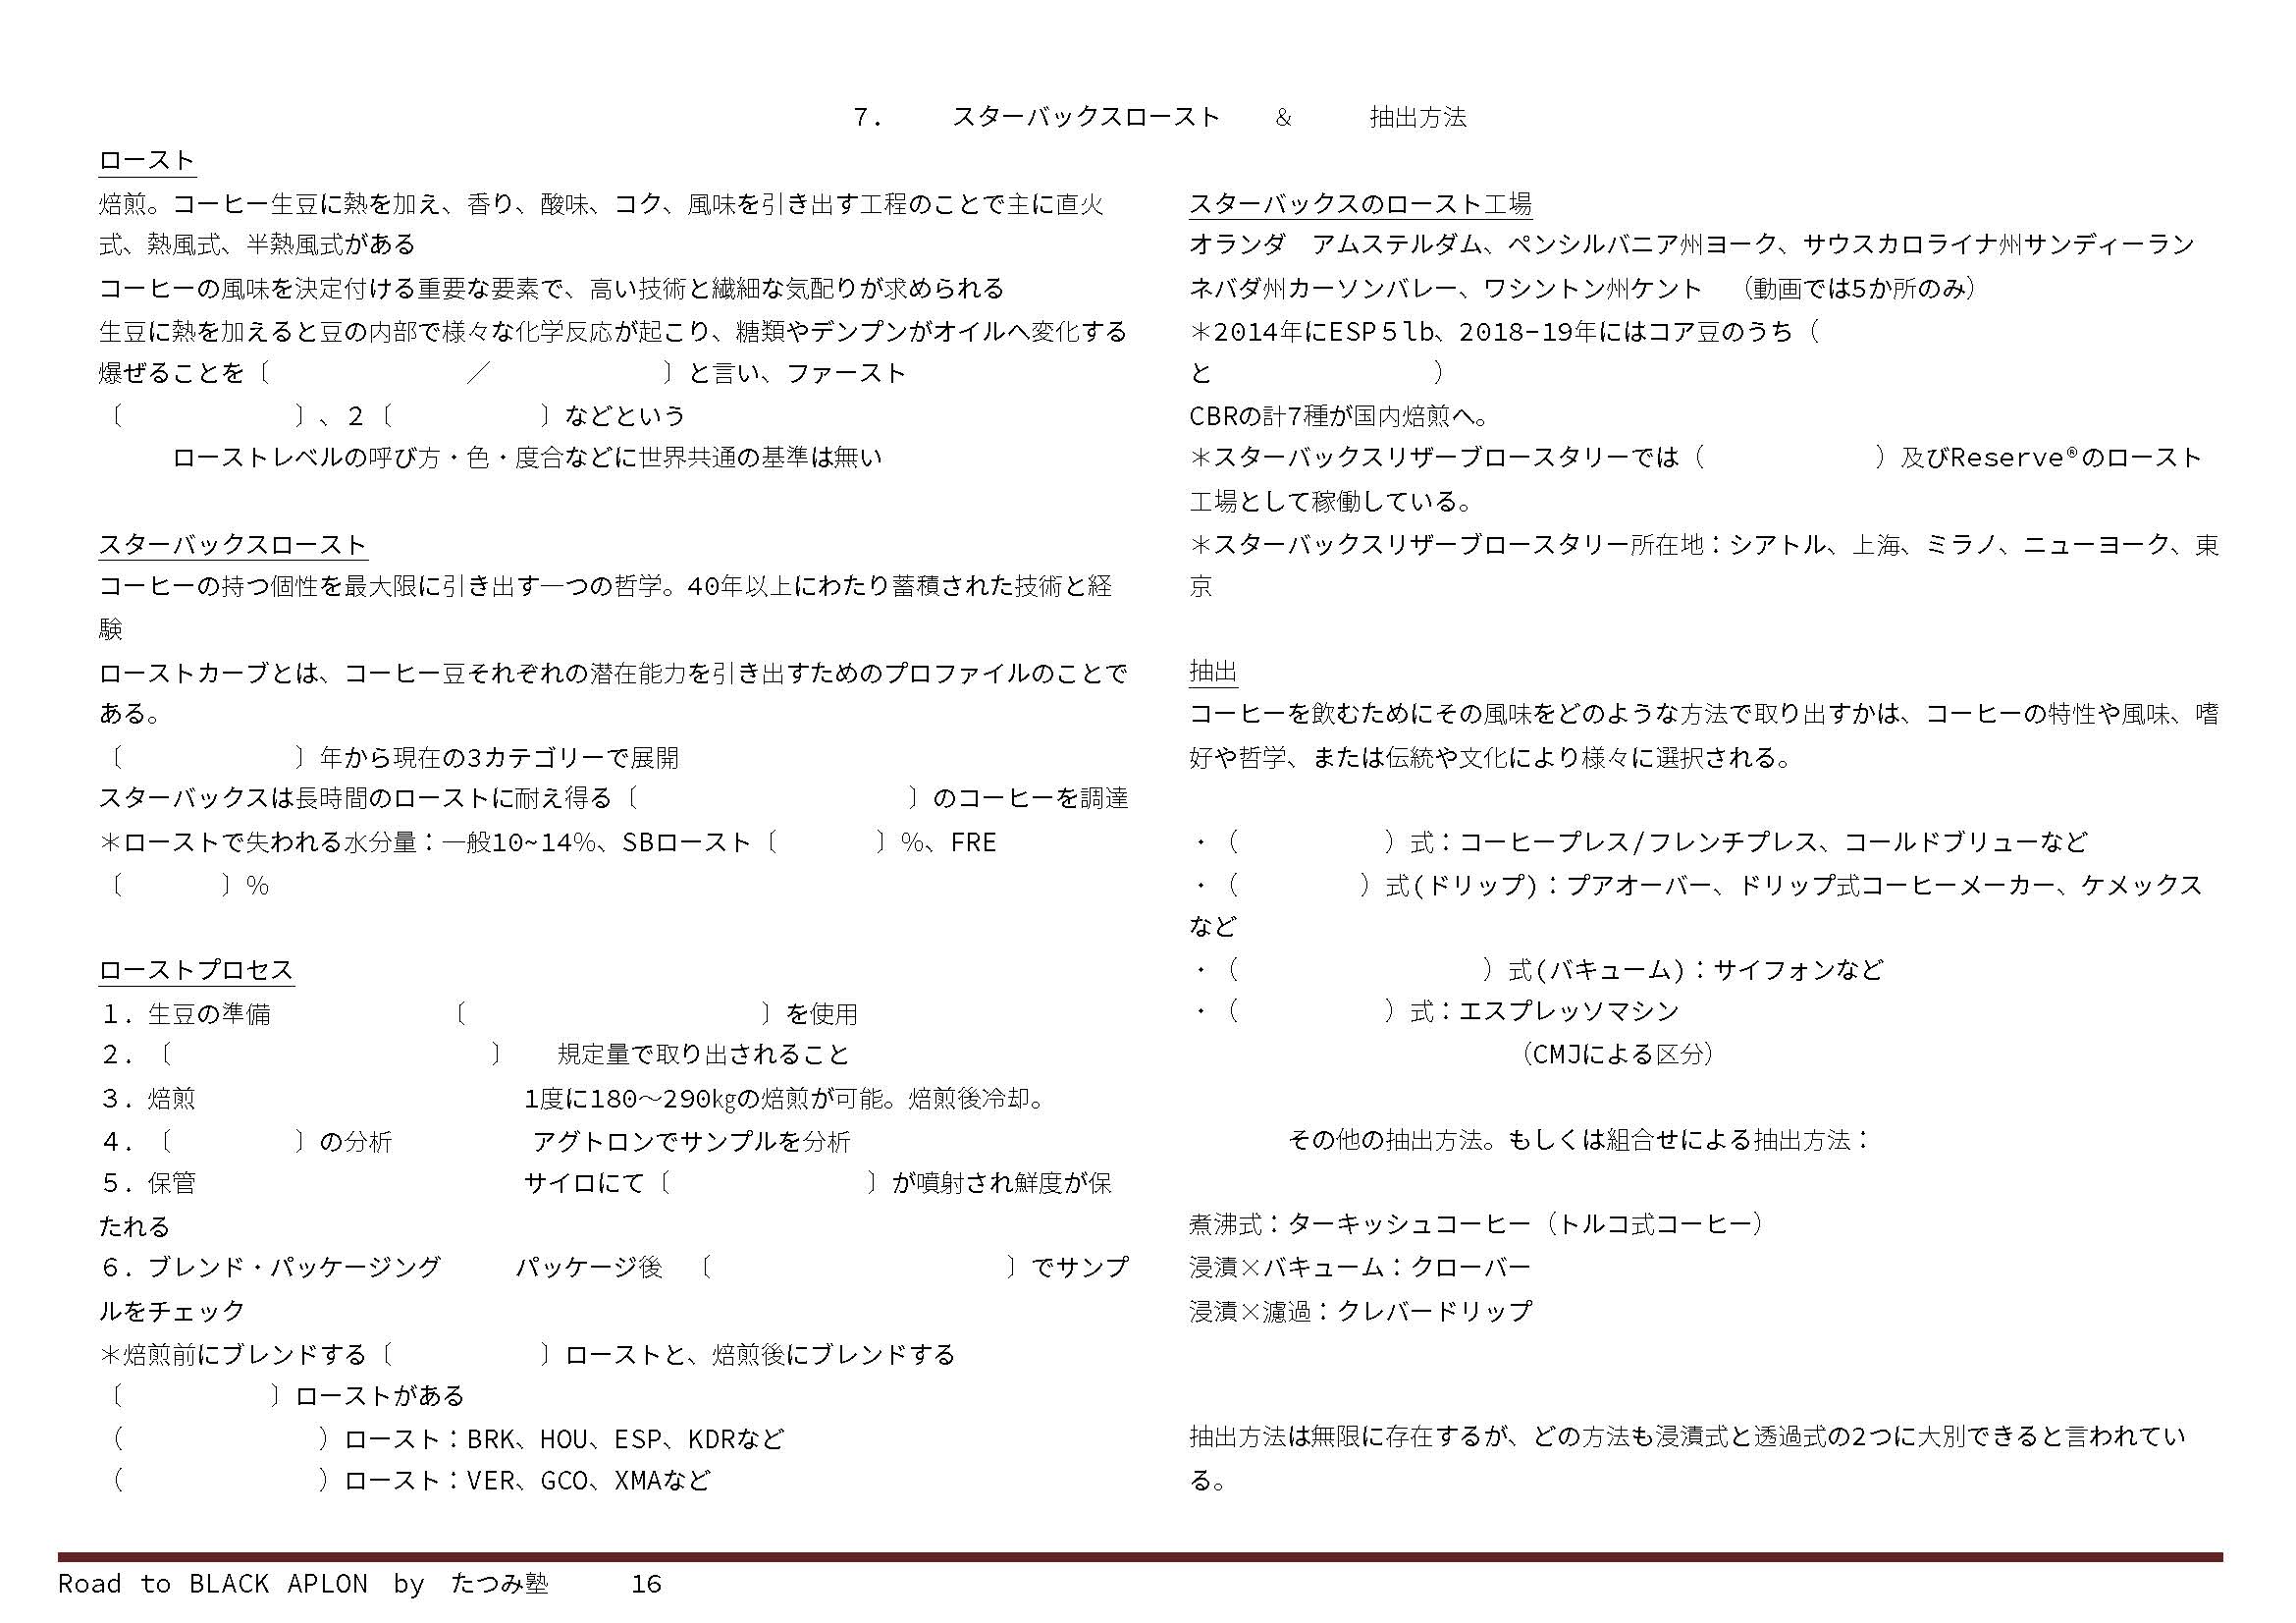 7.　スターバックスロースト　＆　抽出方法
ロースト
焙煎。コーヒー生豆に熱を加え、香り、酸味、コク、風味を引き出す工程のことで主に直火
式、熱風式、半熱風式がある
コーヒーの風味を決定付ける重要な要素で、高い技術と繊細な気配りが求められる
生豆に熱を加えると豆の内部で様々な化学反応が起こり、糖類やデンプンがオイルへ変化する
爆ぜることを〔　　　　　　　　／　　　　　　　〕と言い、ファースト
〔　　　　　　　〕、２〔　　　　　　〕などという
ローストレベルの呼び方・色・度合などに世界共通の基準は無い
スターバックスロースト
コーヒーの持つ個性を最大限に引き出す一つの哲学。40年以上にわたり蓄積された技術と経
験
ローストカーブとは、コーヒー豆それぞれの潜在能力を引き出すためのプロファイルのことで
ある。
〔　　　　　　　〕年から現在の3カテゴリーで展開
スターバックスは長時間のローストに耐え得る〔　　　　　　　　　　　〕のコーヒーを調達
＊ローストで失われる水分量：一般10~14％、SBロースト〔　　　　〕％、FRE
〔　　　　〕％
ローストプロセス
１．生豆の準備　　　　　　　〔　　　　　　　　　　　　〕を使用
２．〔　　　　　　　　　　　　　〕　　規定量で取り出されること
３．焙煎　　　　　　　　　　　　　1度に180～290㎏の焙煎が可能。焙煎後冷却。
４．〔　　　　　〕の分析　　　　　　アグトロンでサンプルを分析
５．保管　　　　　　　　　　　　　サイロにて〔　　　　　　　　〕が噴射され鮮度が保
たれる
６．ブレンド・パッケージング　　　パッケージ後　〔　　　　　　　　　　　　〕でサンプ
ルをチェック
＊焙煎前にブレンドする〔　　　　　　〕ローストと、焙煎後にブレンドする
〔　　　　　　〕ローストがある
（　　　　　　　　）ロースト：BRK、HOU、ESP、KDRなど
（　　　　　　　　）ロースト：VER、GCO、XMAなど
スターバックスのロースト工場
オランダ　アムステルダム、ペンシルバニア州ヨーク、サウスカロライナ州サンディーラン
ネバダ州カーソンバレー、ワシントン州ケント　（動画では5か所のみ）
＊2014年にESP５lb、2018-19年にはコア豆のうち（
と　　　　　　　　　）
CBRの計7種が国内焙煎へ。
＊スターバックスリザーブロースタリーでは（　　　　　　　）及びReserve®のロースト
工場として稼働している。
＊スターバックスリザーブロースタリー所在地：シアトル、上海、ミラノ、ニューヨーク、東
京
抽出
コーヒーを飲むためにその風味をどのような方法で取り出すかは、コーヒーの特性や風味、嗜
好や哲学、または伝統や文化により様々に選択される。
・（　　　　　　）式：コーヒープレス/フレンチプレス、コールドブリューなど
・（　　　　　）式(ドリップ)：プアオーバー、ドリップ式コーヒーメーカー、ケメックス
など
・（　　　　　　　　　　）式(バキューム)：サイフォンなど
・（　　　　　　）式：エスプレッソマシン
（CMJによる区分）
その他の抽出方法。もしくは組合せによる抽出方法：
煮沸式：ターキッシュコーヒー（トルコ式コーヒー）
浸漬×バキューム：クローバー
浸漬×濾過：クレバードリップ
抽出方法は無限に存在するが、どの方法も浸漬式と透過式の2つに大別できると言われてい
る。
Road to BLACK APLON by たつみ塾　　16